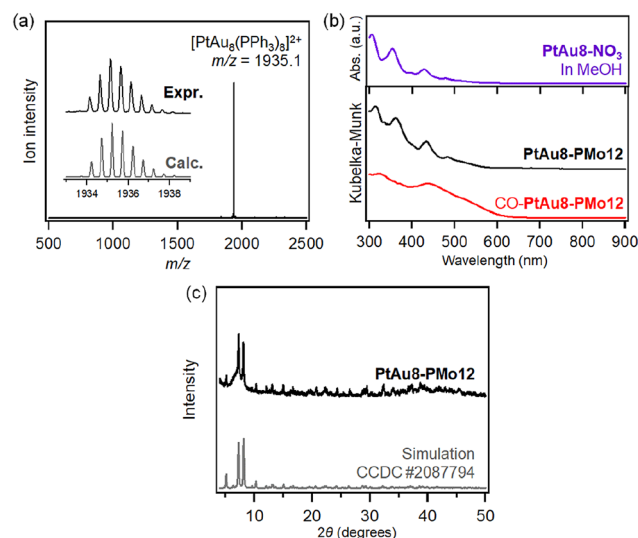 (a)
[PtAu₈(PPh₃)₈]²⁺
m/z = 1935.1
Expr.
Calc.
1934 1936 1938
Ion intensity
500 1000 1500 2000 2500
m/z
(b)
Abs. (a.u.)
PtAu8-NO₃
In MeOH
Kubelka-Munk
PtAu8-PMo12
CO-PtAu8-PMo12
300 400 500 600 700 800 900
Wavelength (nm)
(c)
PtAu8-PMo12
Intensity
Simulation
CCDC #2087794
10 20 30 40 50
2θ (degrees)